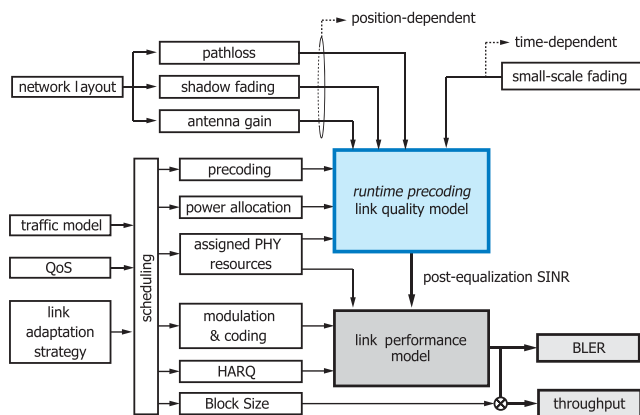 position-dependent
pathloss
time-dependent
network layout
shadow fading
small-scale fading
antenna gain
precoding
runtime precoding
link quality model
power allocation
traffic model
assigned PHY
resources
QoS
scheduling
post-equalization SINR
link
adaptation
strategy
modulation
& coding
link performance
model
BLER
HARQ
Block Size
throughput